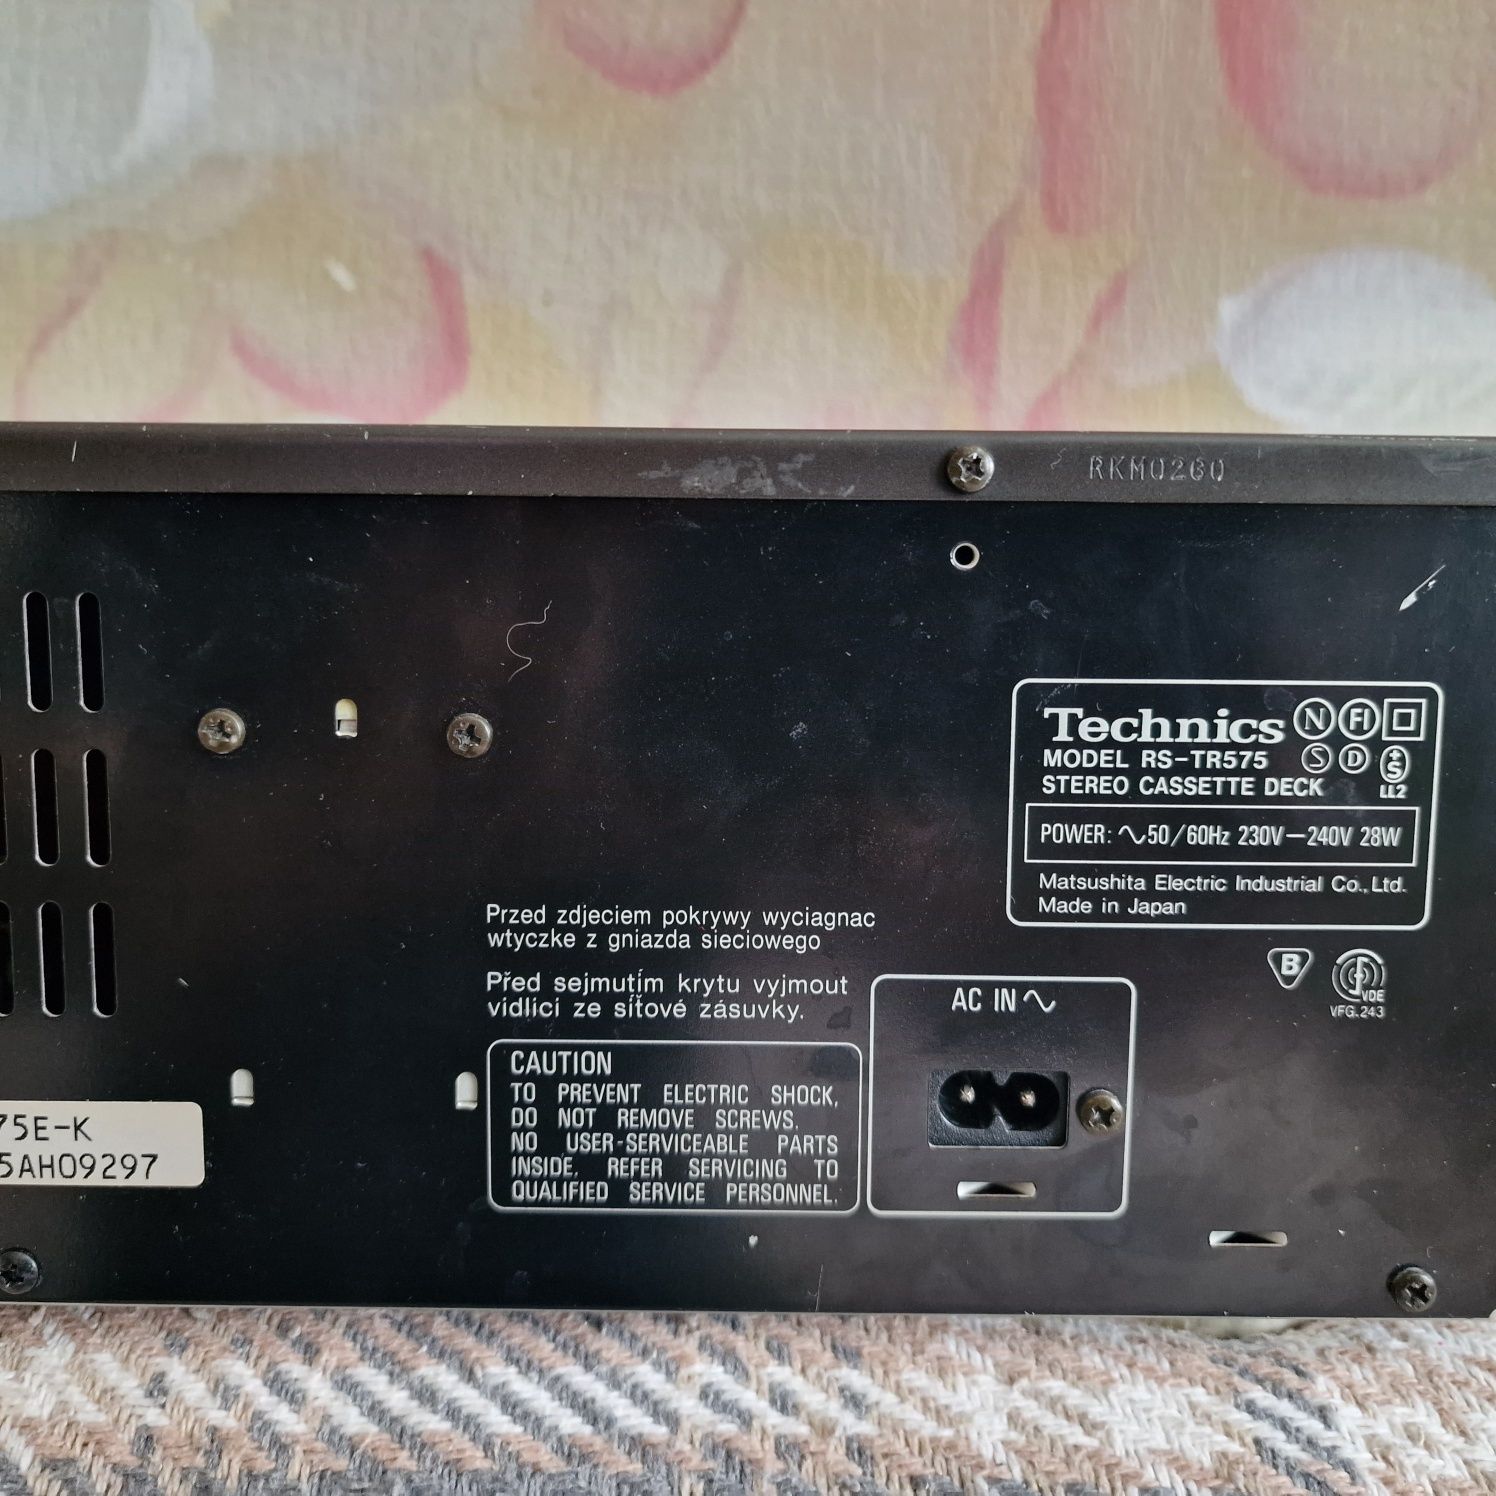 RKM0260
Technics N FI
MODEL RS-TR575 S D +S
STEREO CASSETTE DECK LL2
POWER: ∿50/60Hz 230V—240V 28W
Matsushita Electric Industrial Co., Ltd.
Made in Japan
B VDE
VFG.243
Przed zdjeciem pokrywy wyciagnac
wtyczke z gniazda sieciowego
Před sejmutím krytu vyjmout
vidlici ze síťové zásuvky.
AC IN ∿
CAUTION
TO PREVENT ELECTRIC SHOCK,
DO NOT REMOVE SCREWS.
NO USER-SERVICEABLE PARTS
INSIDE. REFER SERVICING TO
QUALIFIED SERVICE PERSONNEL.
75E-K
5AH09297